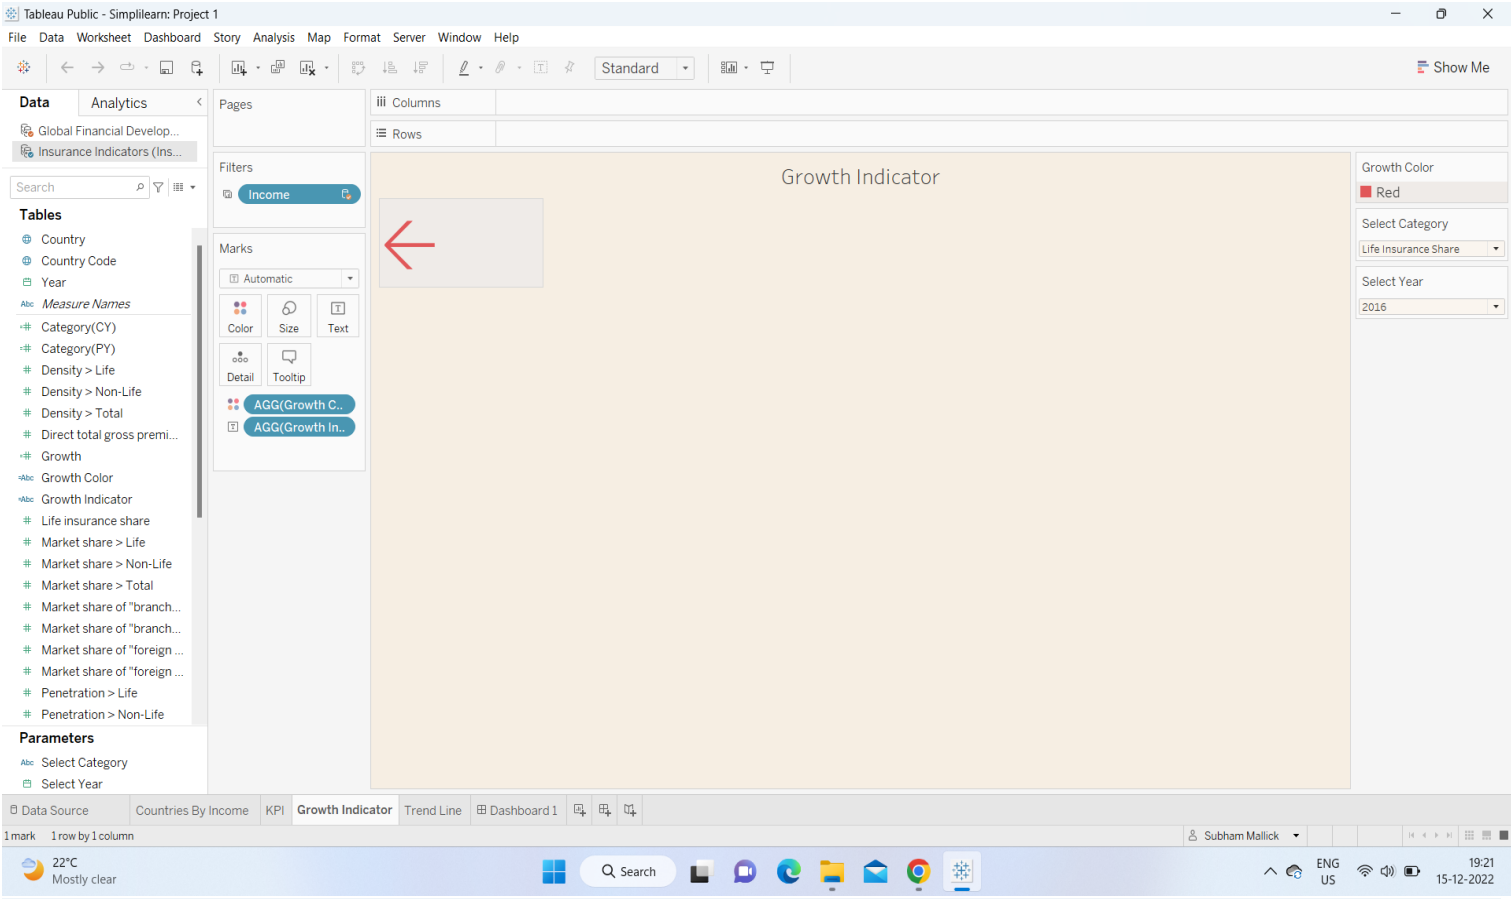 Tableau Public - Simplilearn: Project 1
File Data Worksheet Dashboard Story Analysis Map Format Server Window Help
Standard
Show Me
Data
Analytics
Global Financial Develop...
Insurance Indicators (Ins...
Search
Tables
Country
Country Code
Year
Abc Measure Names
Category(CY)
Category(PY)
Density > Life
Density > Non-Life
Density > Total
Direct total gross premi...
Growth
=Abc Growth Color
=Abc Growth Indicator
Life insurance share
Market share > Life
Market share > Non-Life
Market share > Total
Market share of "branch...
Market share of "branch...
Market share of "foreign ...
Market share of "foreign ...
Penetration > Life
Penetration > Non-Life
Parameters
Abc Select Category
Select Year
Pages
Filters
Income
Marks
Automatic
Color Size Text
Detail Tooltip
AGG(Growth C..
AGG(Growth In..
Columns
Rows
Growth Indicator
Growth Color
Red
Select Category
Life Insurance Share
Select Year
2016
Data Source Countries By Income KPI Growth Indicator Trend Line Dashboard 1
1 mark 1 row by 1 column
Subham Mallick
22°C
Mostly clear
Search
ENG
US
19:21
15-12-2022